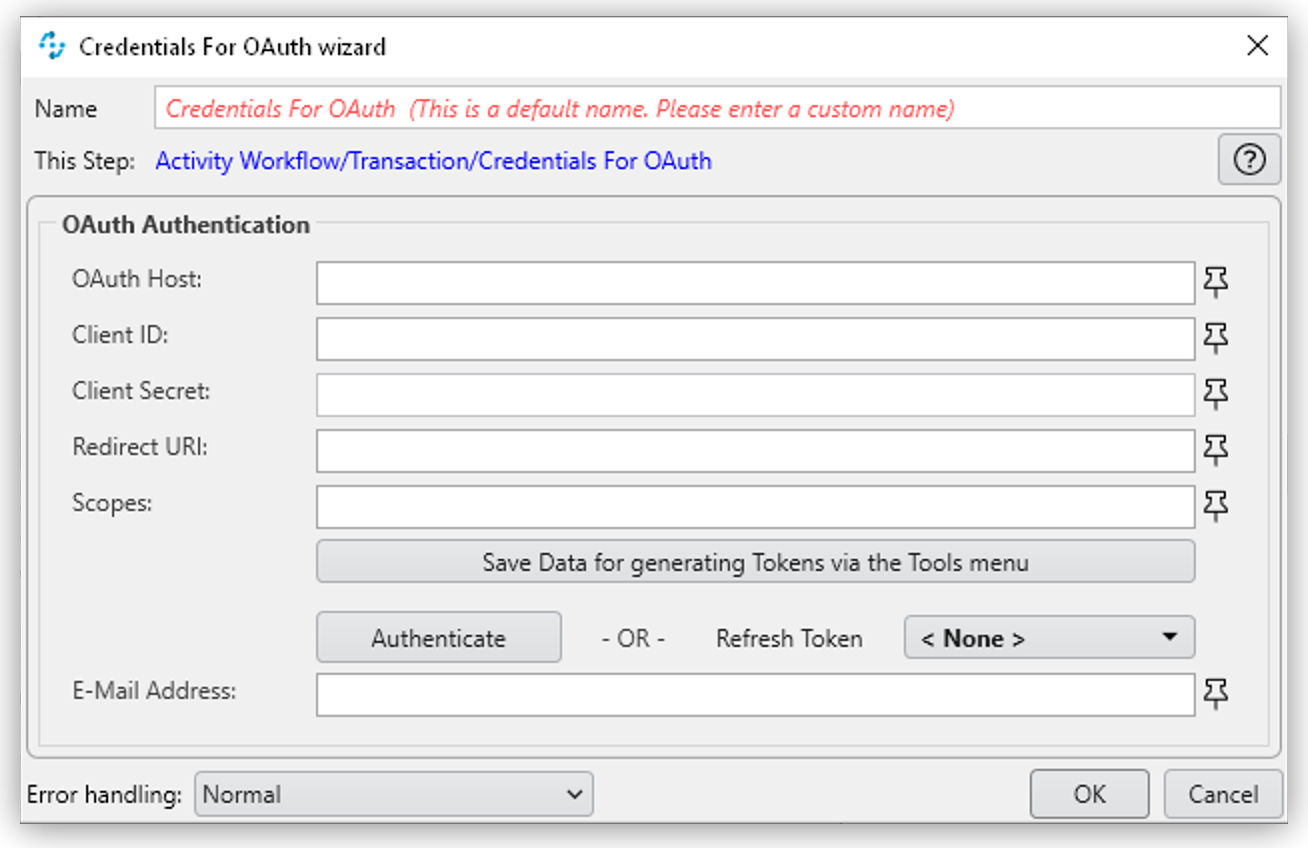 Credentials For OAuth wizard
Name Credentials For OAuth (This is a default name. Please enter a custom name)
This Step: Activity Workflow/Transaction/Credentials For OAuth
OAuth Authentication
OAuth Host:
Client ID:
Client Secret:
Redirect URI:
Scopes:
Save Data for generating Tokens via the Tools menu
Authenticate - OR - Refresh Token < None >
E-Mail Address:
Error handling: Normal OK Cancel